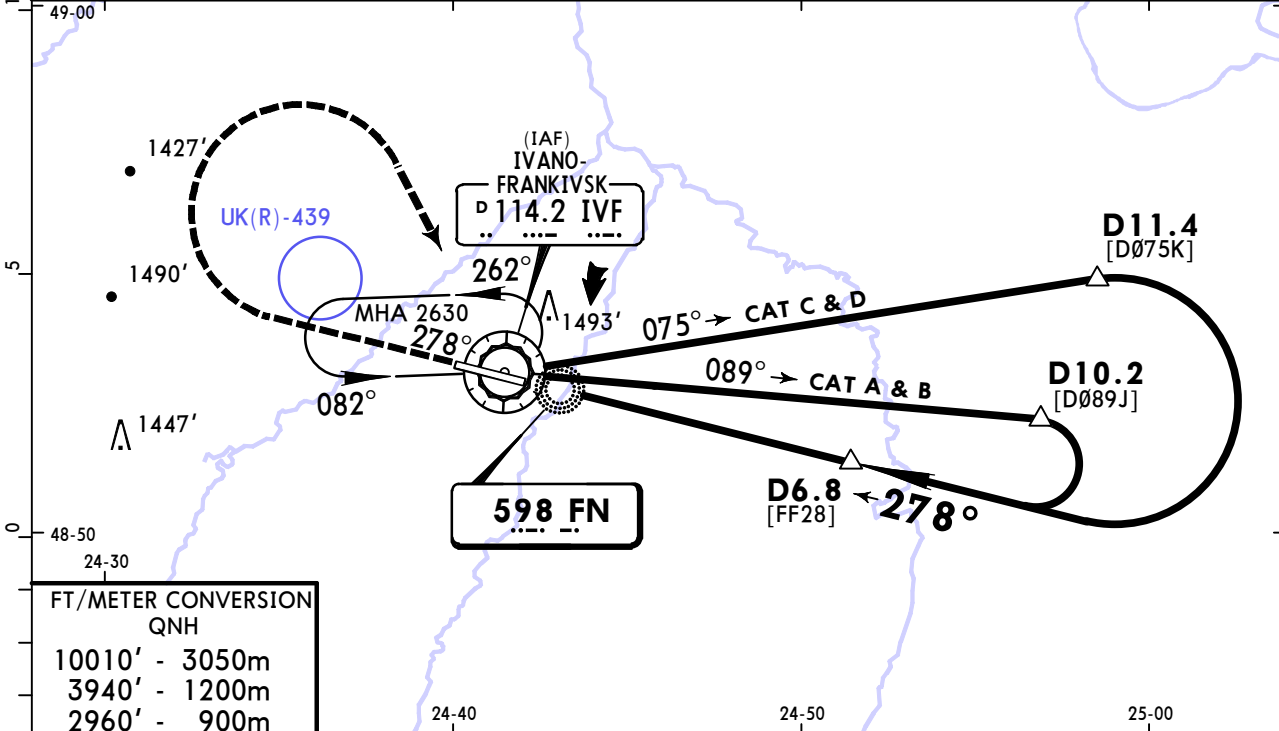 49-00
1427'
(IAF)
IVANO-
FRANKIVSK
D 114.2 IVF
UK(R)-439
D11.4
[DØ75K]
5
1490'
262°
MHA 2630
1493'
075° CAT C & D
278°
089° CAT A & B
D10.2
[DØ89J]
082°
1447'
D6.8
[FF28]
278°
598 FN
0
48-50
24-30
FT/METER CONVERSION
QNH
10010' - 3050m
3940' - 1200m
2960' - 900m
24-40
24-50
25-00